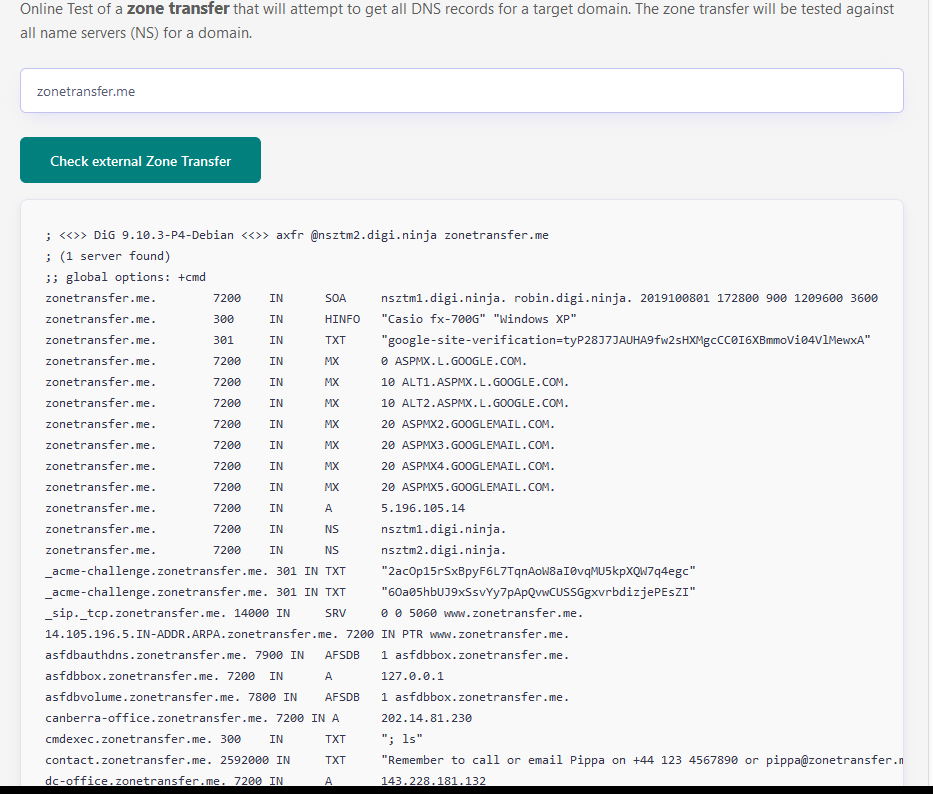 Online Test of a zone transfer that will attempt to get all DNS records for a target domain. The zone transfer will be tested against
all name servers (NS) for a domain.
zonetransfer.me
Check external Zone Transfer
; <<>> DiG 9.10.3-P4-Debian <<>> axfr @nsztm2.digi.ninja zonetransfer.me
; (1 server found)
;; global options: +cmd
zonetransfer.me. 7200 IN SOA nsztm1.digi.ninja. robin.digi.ninja. 2019100801 172800 900 1209600 3600
zonetransfer.me. 300 IN HINFO "Casio fx-700G" "Windows XP"
zonetransfer.me. 301 IN TXT "google-site-verification=tyP28J7JAUHA9fw2sHXMgcCC0I6XBmmoVi04VlMewxA"
zonetransfer.me. 7200 IN MX 0 ASPMX.L.GOOGLE.COM.
zonetransfer.me. 7200 IN MX 10 ALT1.ASPMX.L.GOOGLE.COM.
zonetransfer.me. 7200 IN MX 10 ALT2.ASPMX.L.GOOGLE.COM.
zonetransfer.me. 7200 IN MX 20 ASPMX2.GOOGLEMAIL.COM.
zonetransfer.me. 7200 IN MX 20 ASPMX3.GOOGLEMAIL.COM.
zonetransfer.me. 7200 IN MX 20 ASPMX4.GOOGLEMAIL.COM.
zonetransfer.me. 7200 IN MX 20 ASPMX5.GOOGLEMAIL.COM.
zonetransfer.me. 7200 IN A 5.196.105.14
zonetransfer.me. 7200 IN NS nsztm1.digi.ninja.
zonetransfer.me. 7200 IN NS nsztm2.digi.ninja.
_acme-challenge.zonetransfer.me. 301 IN TXT "2acOp15rSxBpyF6L7TqnAoW8aI0vqMU5kpXQW7q4egc"
_acme-challenge.zonetransfer.me. 301 IN TXT "6Oa05hbUJ9xSsvYy7pApQvwCUSSGgxvrbdizjePEsZI"
_sip._tcp.zonetransfer.me. 14000 IN SRV 0 0 5060 www.zonetransfer.me.
14.105.196.5.IN-ADDR.ARPA.zonetransfer.me. 7200 IN PTR www.zonetransfer.me.
asfdbauthdns.zonetransfer.me. 7900 IN AFSDB 1 asfdbbox.zonetransfer.me.
asfdbbox.zonetransfer.me. 7200 IN A 127.0.0.1
asfdbvolume.zonetransfer.me. 7800 IN AFSDB 1 asfdbbox.zonetransfer.me.
canberra-office.zonetransfer.me. 7200 IN A 202.14.81.230
cmdexec.zonetransfer.me. 300 IN TXT "; ls"
contact.zonetransfer.me. 2592000 IN TXT "Remember to call or email Pippa on +44 123 4567890 or pippa@zonetransfer.m
dc-office.zonetransfer.me. 7200 IN A 143.228.181.132